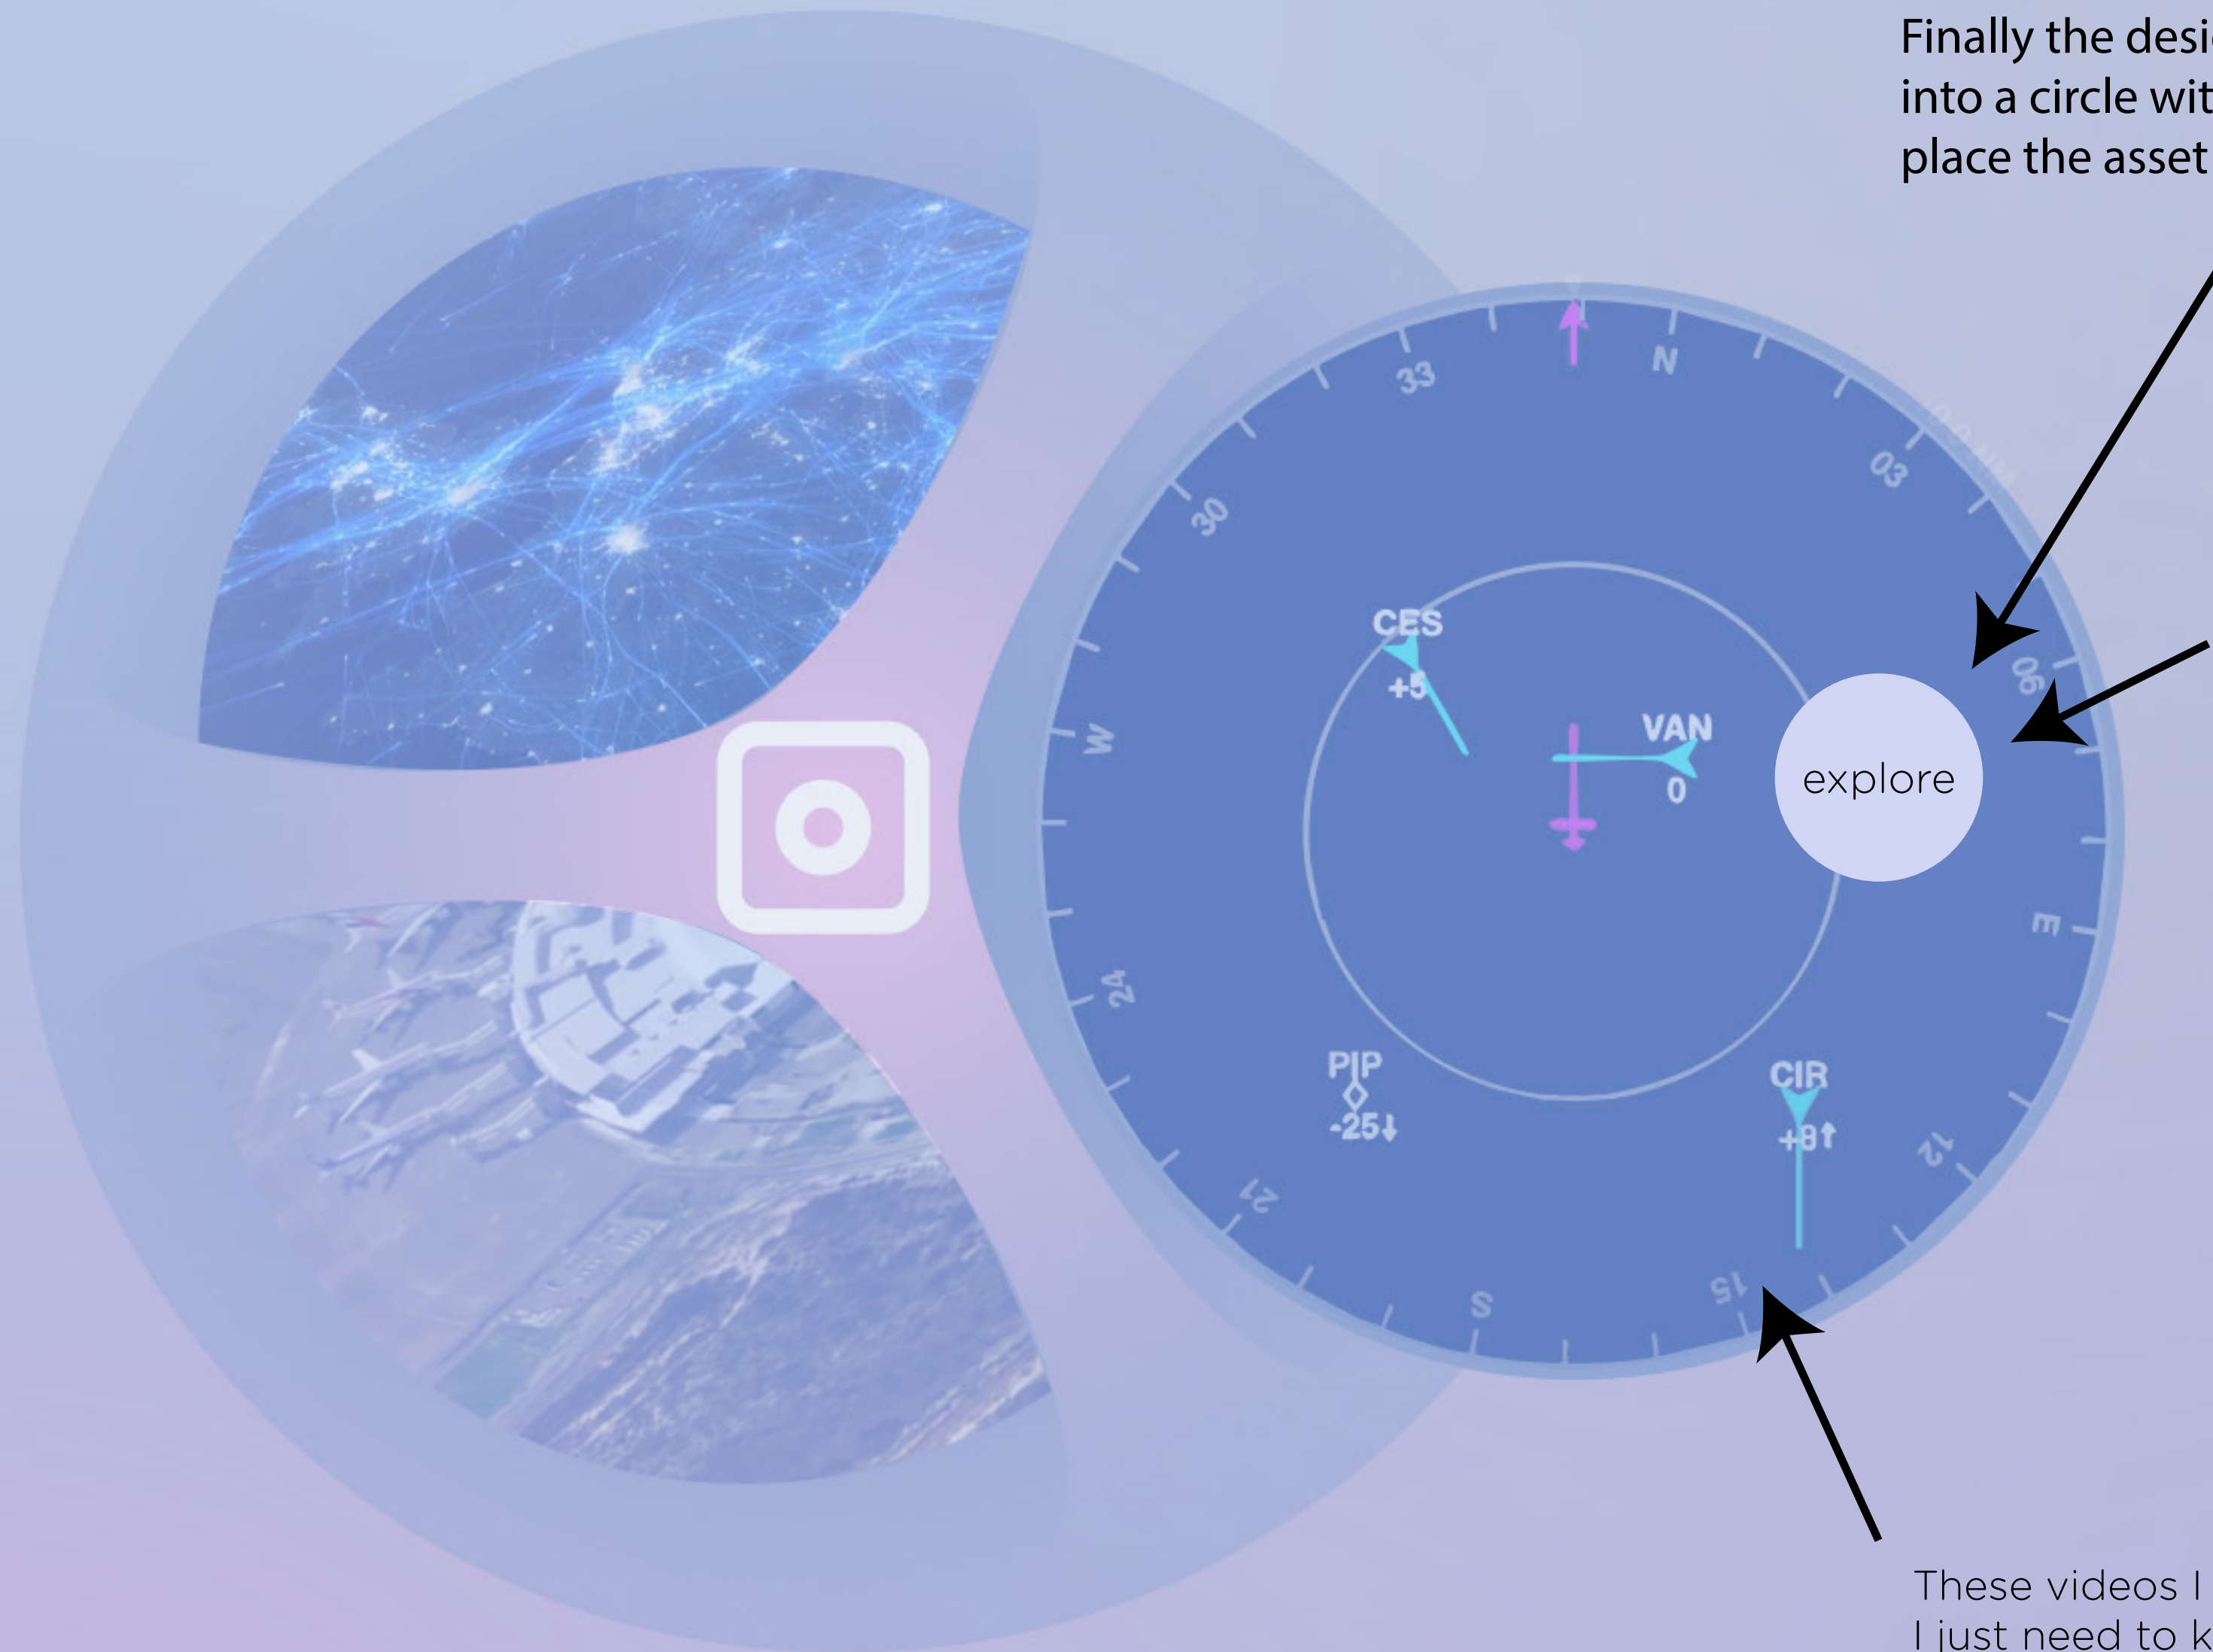 Finally the desi
into a circle wit
place the asset
N
33
03
30
06
CES
+5
VAN
0
explore
W
E
24
PIP
-25↓
CIR
+8↑
12
21
15
S
These videos I
I just need to k